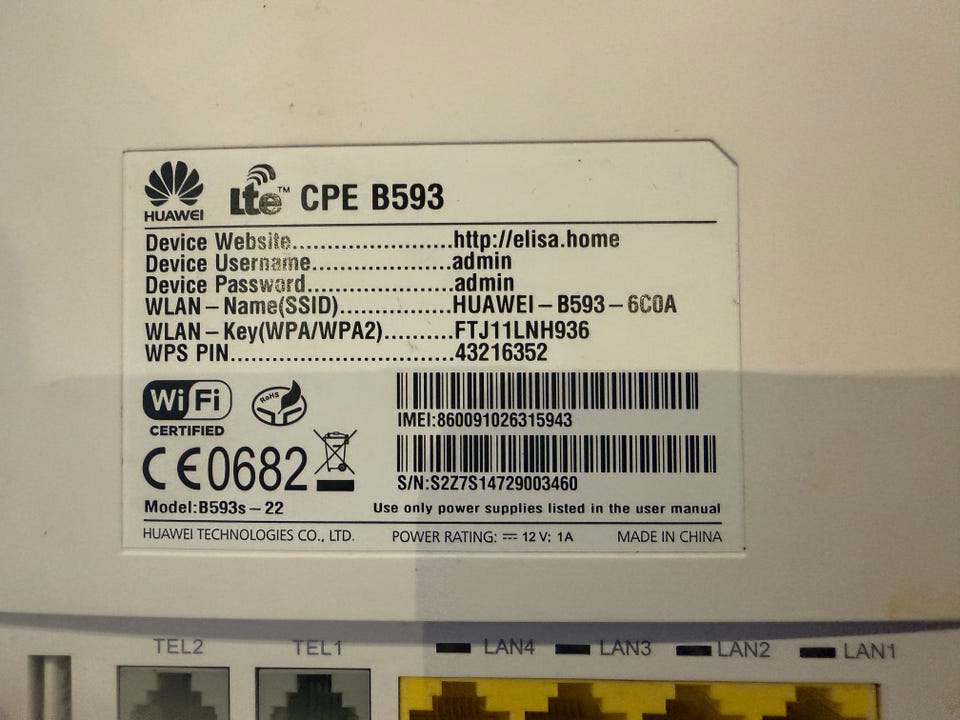 HUAWEI
Lte™ CPE B593
Device Website......................http://elisa.home
Device Username...................admin
Device Password....................admin
WLAN-Name(SSID)...............HUAWEI-B593-6C0A
WLAN-Key(WPA/WPA2)..........FTJ11LNH936
WPS PIN................................43216352
WiFi
CERTIFIED
RoHS
IMEI:860091026315943
CE0682
S/N:S2Z7S14729003460
Model:B593s-22
Use only power supplies listed in the user manual
HUAWEI TECHNOLOGIES CO., LTD.
POWER RATING: ⎓ 12 V; 1A
MADE IN CHINA
TEL2
TEL1
LAN4
LAN3
LAN2
LAN1